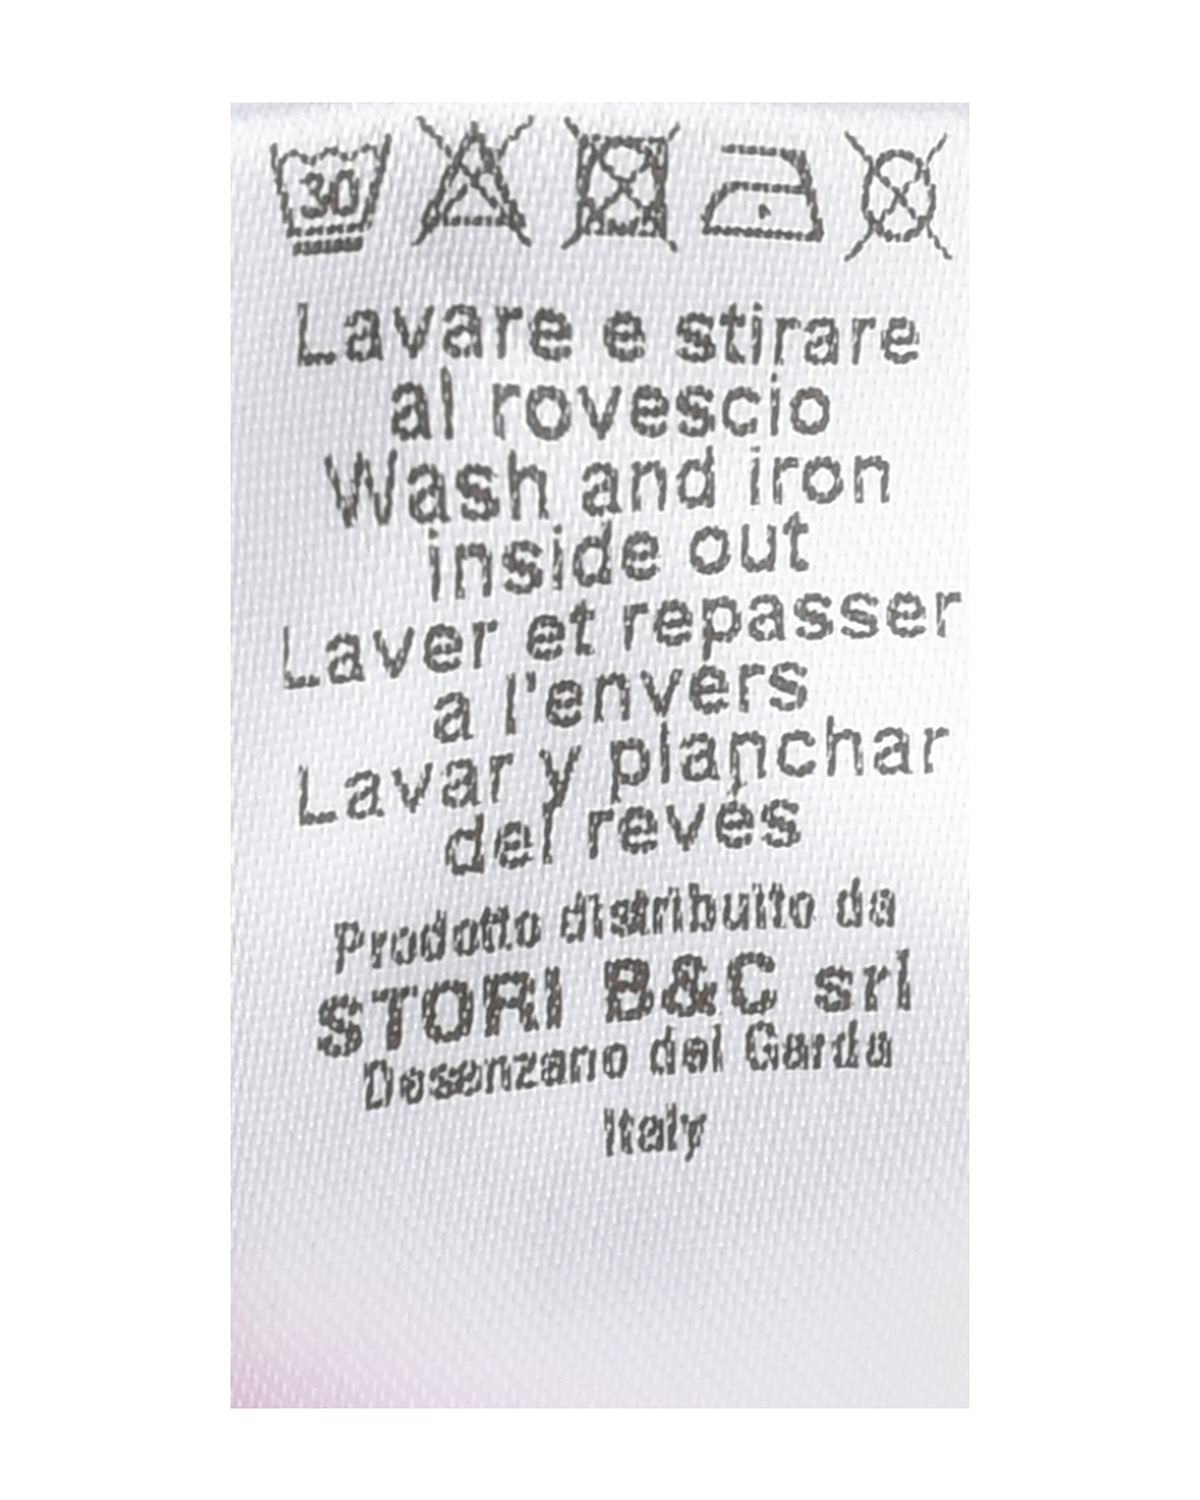 30
Lavare e stirare
al rovescio
Wash and iron
inside out
Laver et repasser
a l'envers
Lavar y planchar
del revés
Prodotto distribuito da
STORI B&C srl
Desenzano del Garda
Italy